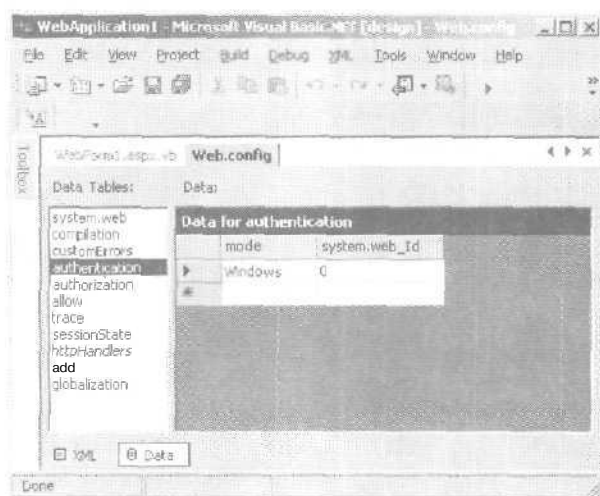 WebApplication1 - Microsoft Visual Basic .NET [design] - Web.config
File Edit View Project Build Debug XML Tools Window Help
Toolbox
WebForm1.aspx.vb Web.config
Data Tables: Data:
system.web
compilation
customErrors
authentication
authorization
allow
trace
sessionState
httpHandlers
add
globalization
Data for authentication
mode system.web_Id
Windows 0
XML Data
Done